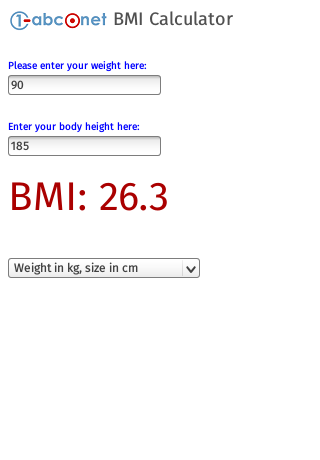 1-abc.net BMI Calculator
Please enter your weight here:
90
Enter your body height here:
185
BMI: 26.3
Weight in kg, size in cm